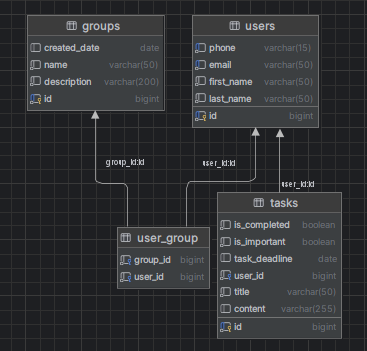 groups
created_date date
name varchar(50)
description varchar(200)
id bigint
users
phone varchar(15)
email varchar(50)
first_name varchar(50)
last_name varchar(50)
id bigint
group_id:id
user_id:id
user_id:id
user_group
group_id bigint
user_id bigint
tasks
is_completed boolean
is_important boolean
task_deadline date
user_id bigint
title varchar(50)
content varchar(255)
id bigint